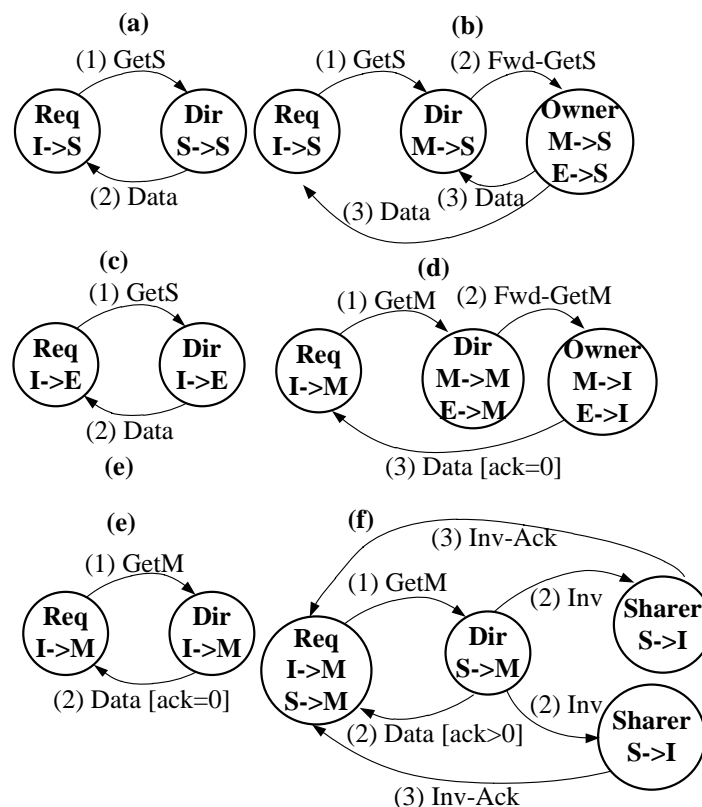 (a)
(1) GetS
Req
I->S
Dir
S->S
(2) Data
(b)
(1) GetS
(2) Fwd-GetS
Req
I->S
Dir
M->S
Owner
M->S
E->S
(3) Data
(3) Data
(c)
(1) GetS
Req
I->E
Dir
I->E
(2) Data
(d)
(1) GetM
(2) Fwd-GetM
Req
I->M
Dir
M->M
E->M
Owner
M->I
E->I
(3) Data [ack=0]
(e)
(e)
(1) GetM
Req
I->M
Dir
I->M
(2) Data [ack=0]
(f)
(3) Inv-Ack
(1) GetM
(2) Inv
Req
I->M
S->M
Dir
S->M
Sharer
S->I
(2) Inv
(2) Data [ack>0]
Sharer
S->I
(3) Inv-Ack